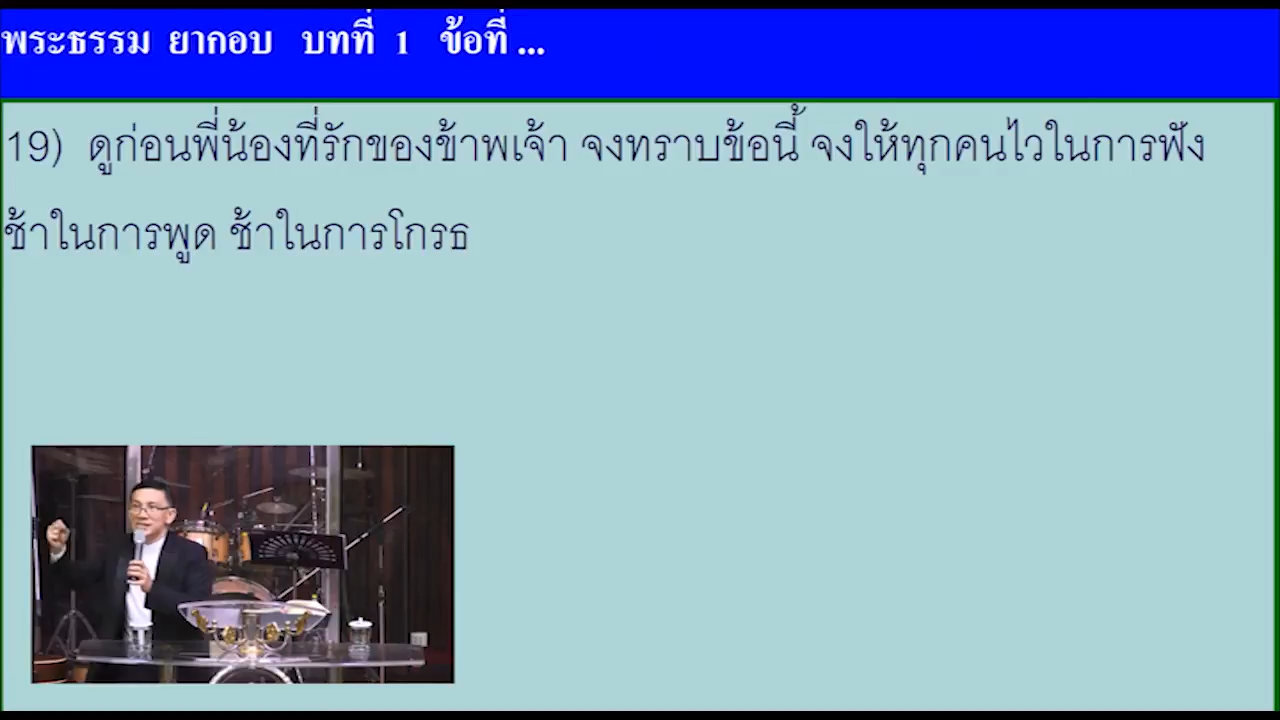 พระธรรม ยากอบ บทที่ 1 ข้อที่ ...
19) ดูก่อนพี่น้องที่รักของข้าพเจ้า จงทราบข้อนี้ จงให้ทุกคนไวในการฟัง
ช้าในการพูด ช้าในการโกรธ